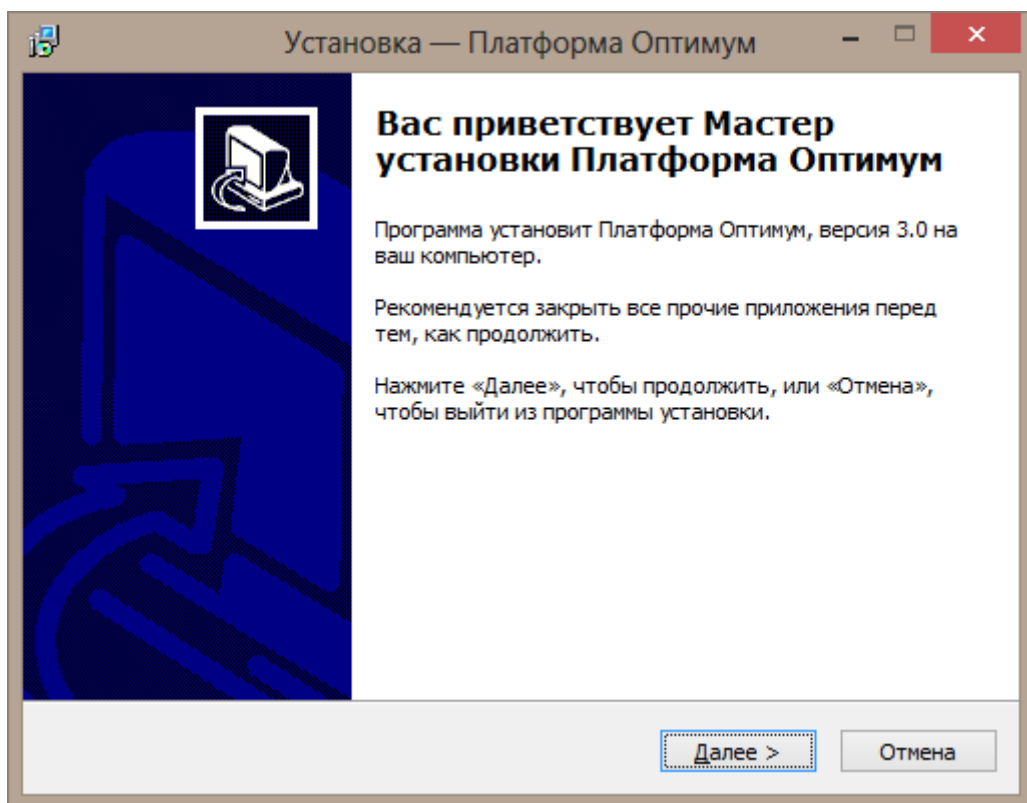 Установка — Платформа Оптимум
Вас приветствует Мастер
установки Платформа Оптимум
Программа установит Платформа Оптимум, версия 3.0 на
ваш компьютер.
Рекомендуется закрыть все прочие приложения перед
тем, как продолжить.
Нажмите «Далее», чтобы продолжить, или «Отмена»,
чтобы выйти из программы установки.
Далее >
Отмена